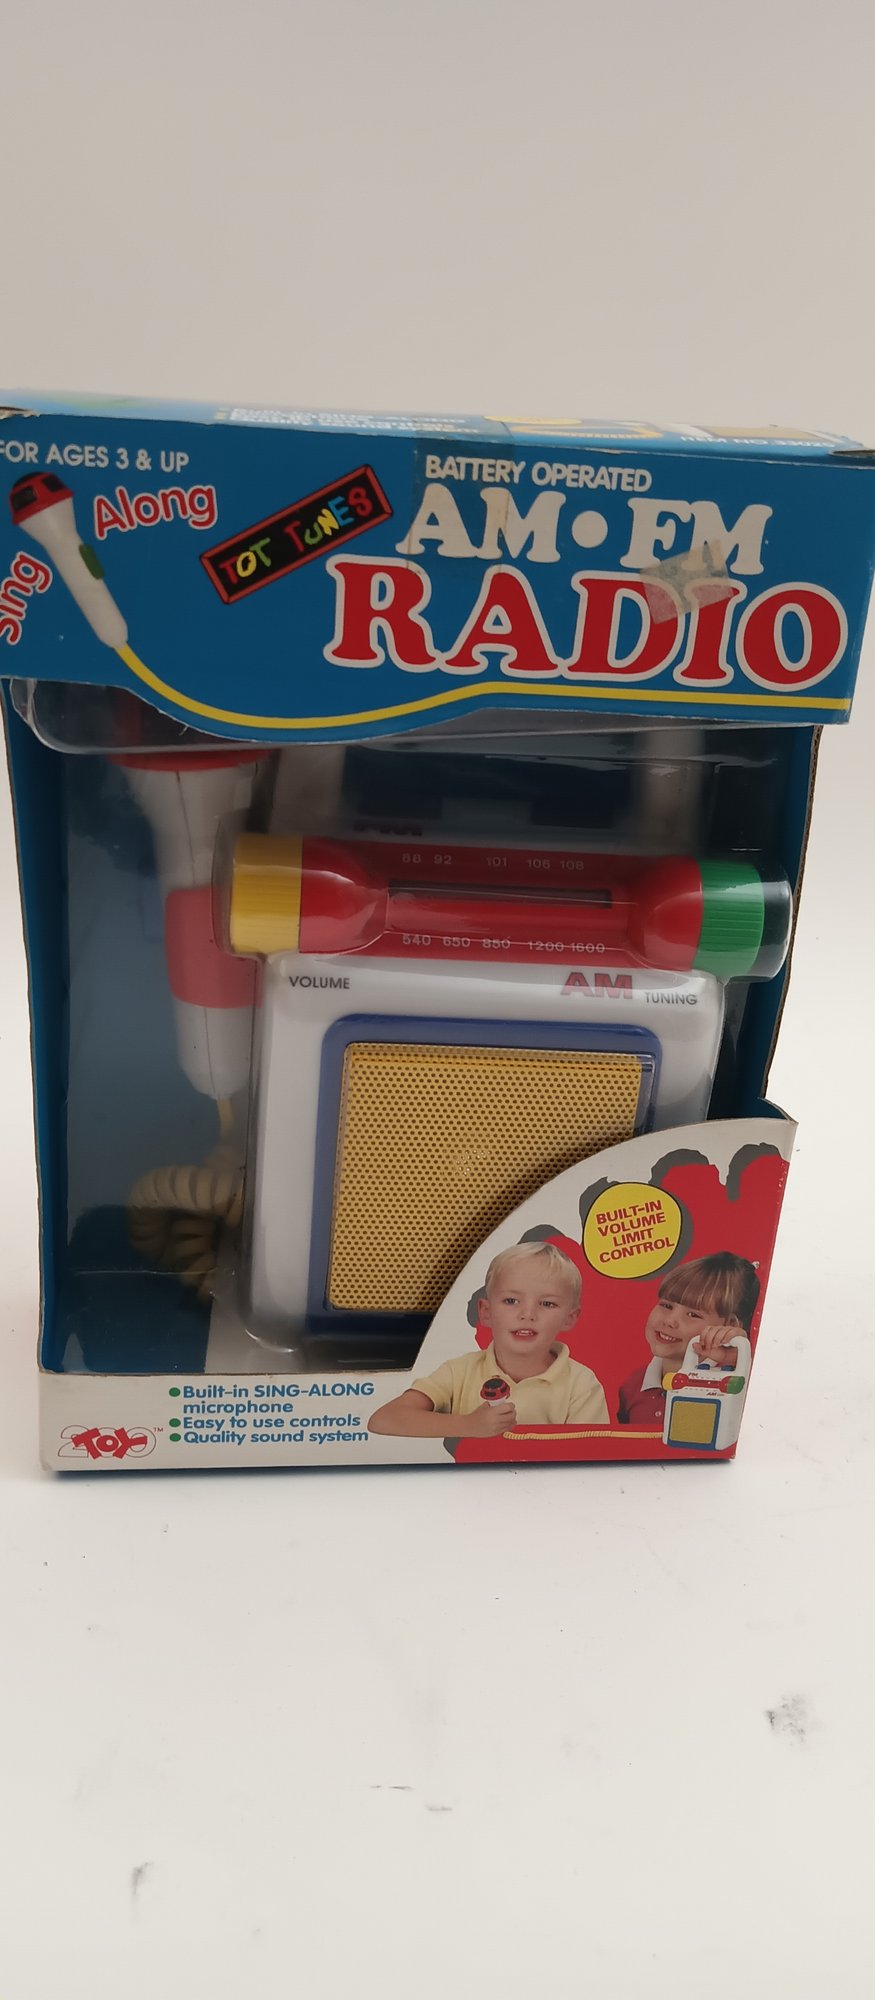 FOR AGES 3 & UP
Sing
Along
TOT TUNES
BATTERY OPERATED
AM•FM
RADIO
88 92 101 106 108
540 650 850 1200 1600
VOLUME
AM
TUNING
BUILT-IN
VOLUME
LIMIT
CONTROL
•Built-in SING-ALONG
microphone
•Easy to use controls
•Quality sound system
Toy
TM